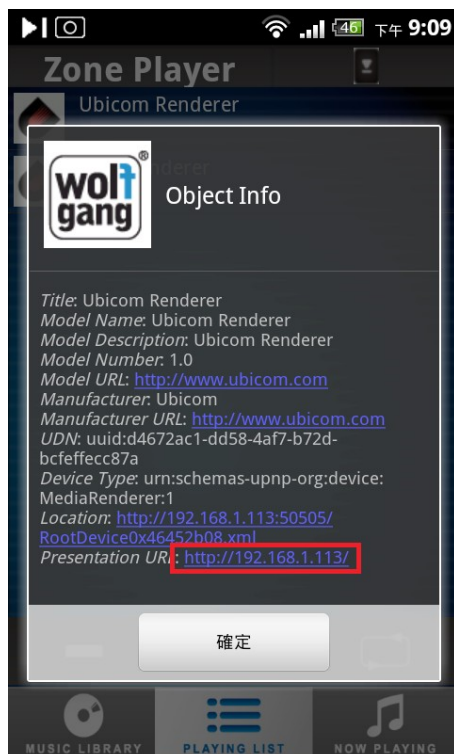 46 下午 9:09
Zone Player
Ubicom Renderer
Renderer
wolf
gang®
Object Info
Title: Ubicom Renderer
Model Name: Ubicom Renderer
Model Description: Ubicom Renderer
Model Number: 1.0
Model URL: http://www.ubicom.com
Manufacturer: Ubicom
Manufacturer URL: http://www.ubicom.com
UDN: uuid:d4672ac1-dd58-4af7-b72d-
bcfeffecc87a
Device Type: urn:schemas-upnp-org:device:
MediaRenderer:1
Location: http://192.168.1.113:50505/
RootDevice0x46452b08.xml
Presentation URL: http://192.168.1.113/
確定
MUSIC LIBRARY
PLAYING LIST
NOW PLAYING